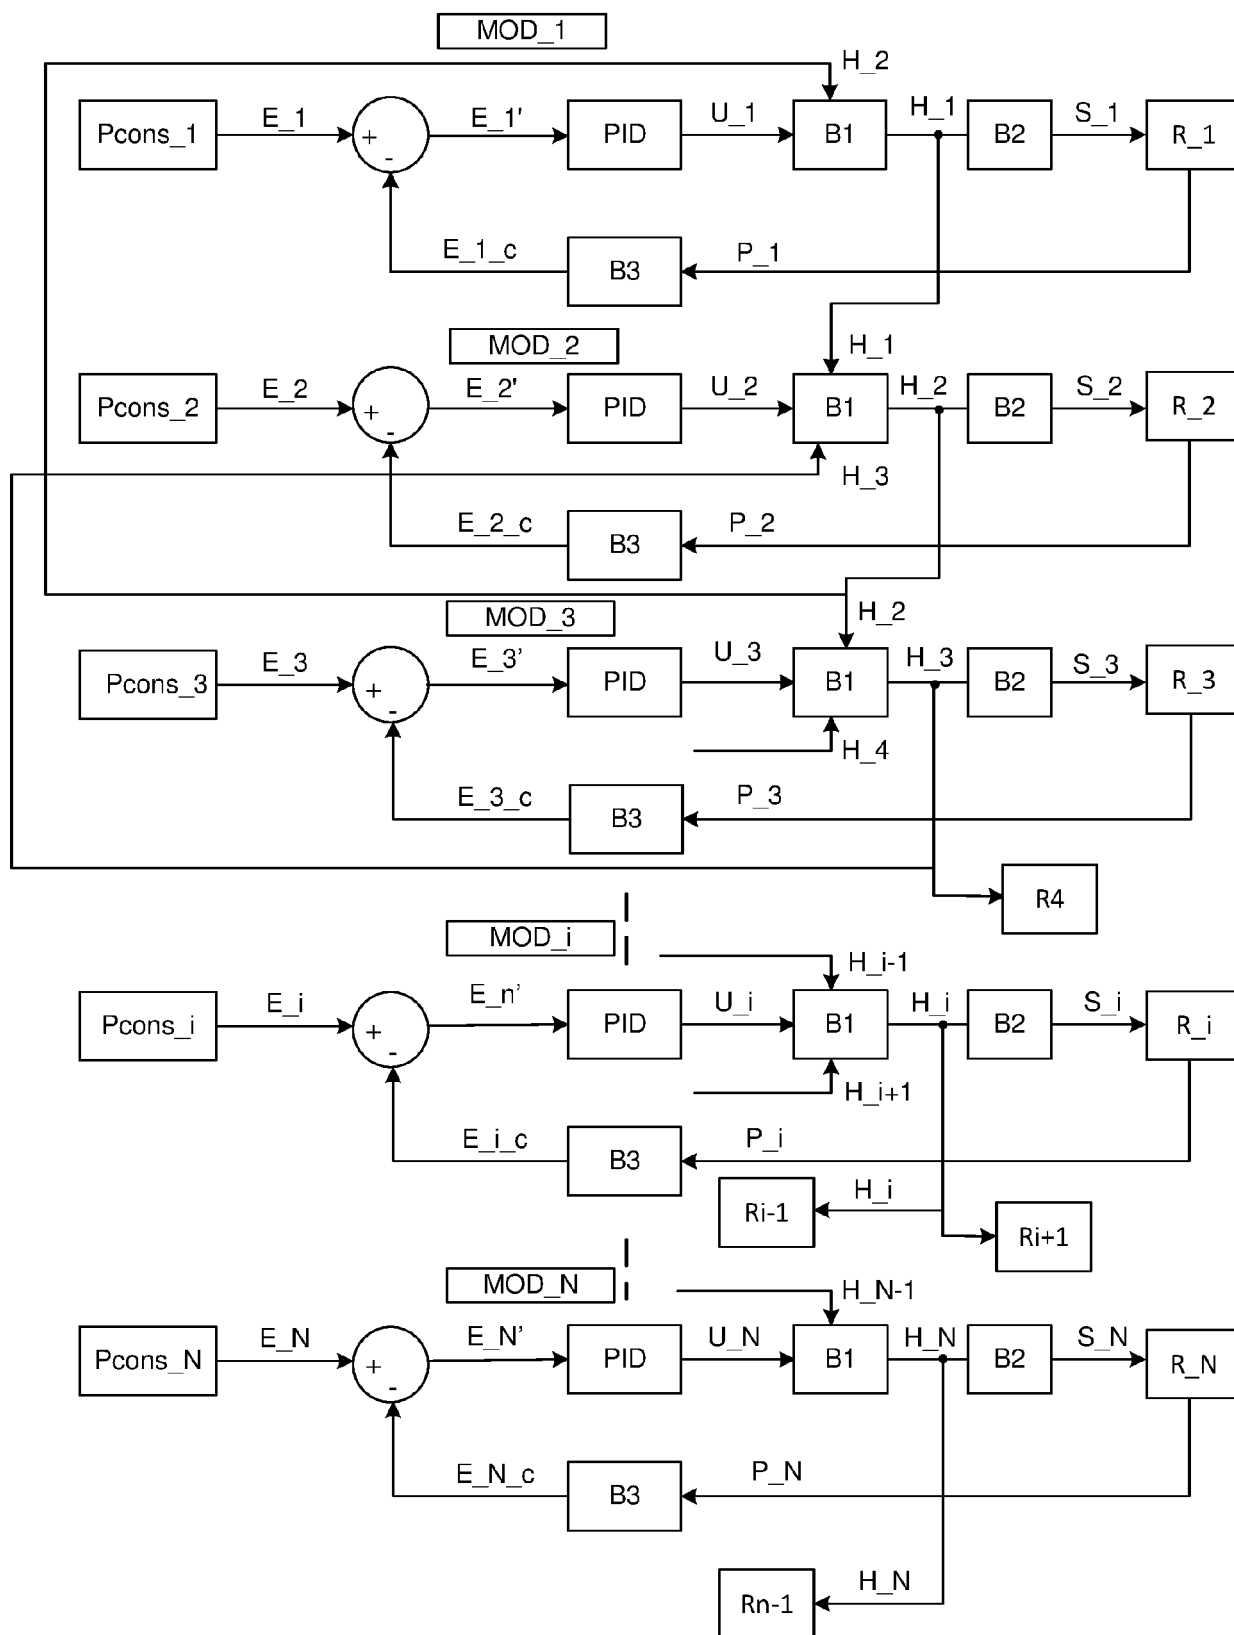 MOD_1
H_2
Pcons_1 E_1 + - E_1' PID U_1 B1 H_1 B2 S_1 R_1
E_1_c B3 P_1
MOD_2
H_1
Pcons_2 E_2 + - E_2' PID U_2 B1 H_2 B2 S_2 R_2
H_3
E_2_c B3 P_2
MOD_3
H_2
Pcons_3 E_3 + - E_3’ PID U_3 B1 H_3 B2 S_3 R_3
H_4
E_3_c B3 P_3
R4
MOD_i
H_i-1
Pcons_i E_i + - E_n’ PID U_i B1 H_i B2 S_i R_i
H_i+1
E_i_c B3 P_i
Ri-1 H_i
Ri+1
MOD_N
H_N-1
Pcons_N E_N + - E_N’ PID U_N B1 H_N B2 S_N R_N
E_N_c B3 P_N
Rn-1 H_N